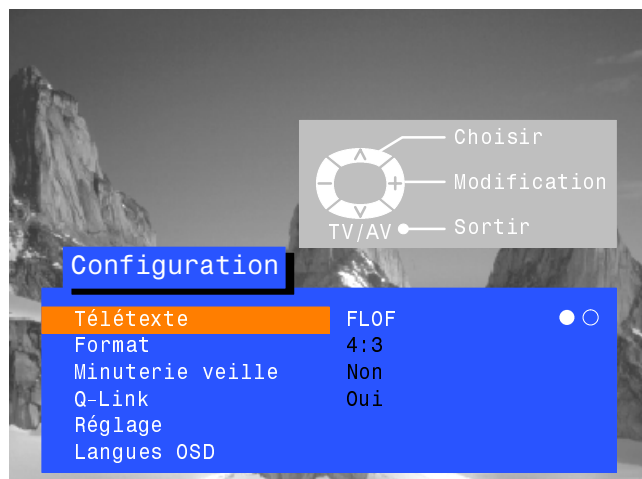 Choisir
Modification
TV/AV Sortir
Configuration
Télétexte FLOF
Format 4:3
Minuterie veille Non
Q-Link Oui
Réglage
Langues OSD